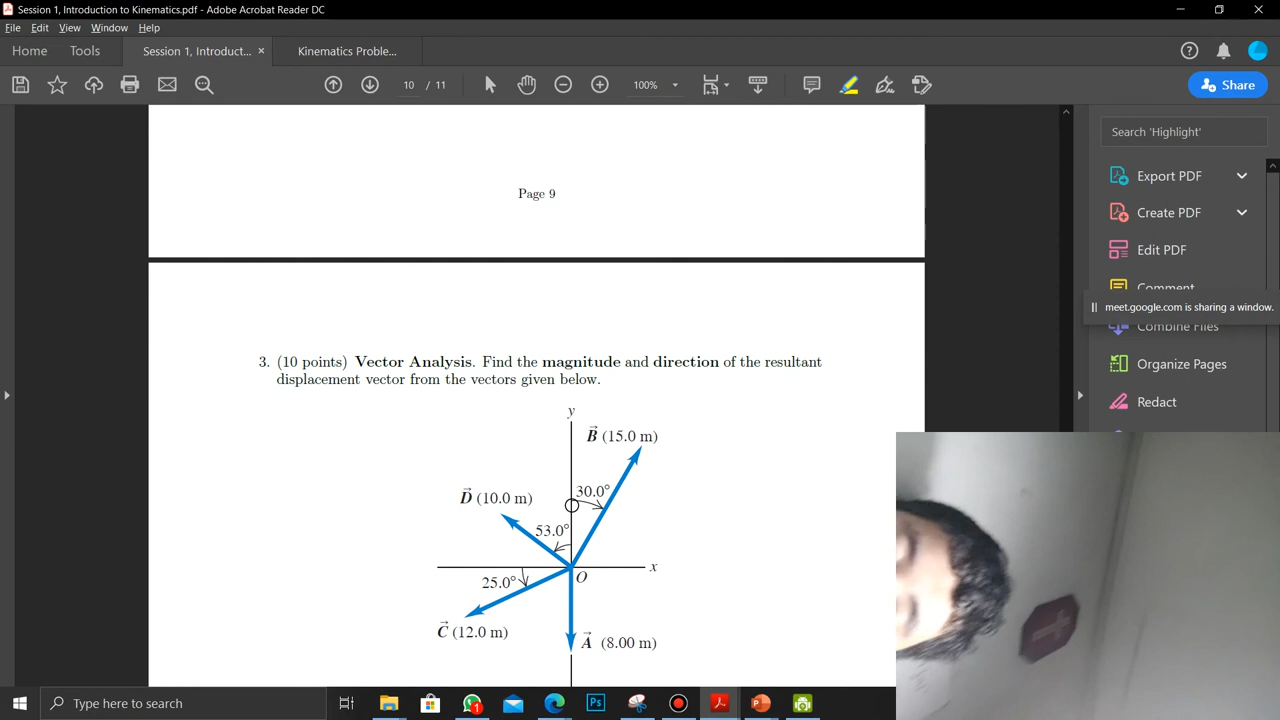 Session 1, Introduction to Kinematics.pdf - Adobe Acrobat Reader DC
File Edit View Window Help
Home Tools Session 1, Introduct... × Kinematics Proble...
10 / 11 100% Share
Search 'Highlight'
Export PDF
Create PDF
Edit PDF
Comment
meet.google.com is sharing a window.
Combine Files
Organize Pages
Redact
Page 9
3. (10 points) Vector Analysis. Find the magnitude and direction of the resultant
displacement vector from the vectors given below.
y
B⃗ (15.0 m)
30.0°
D⃗ (10.0 m)
53.0°
x
O
25.0°
C⃗ (12.0 m)
A⃗ (8.00 m)
Type here to search
1
Ps